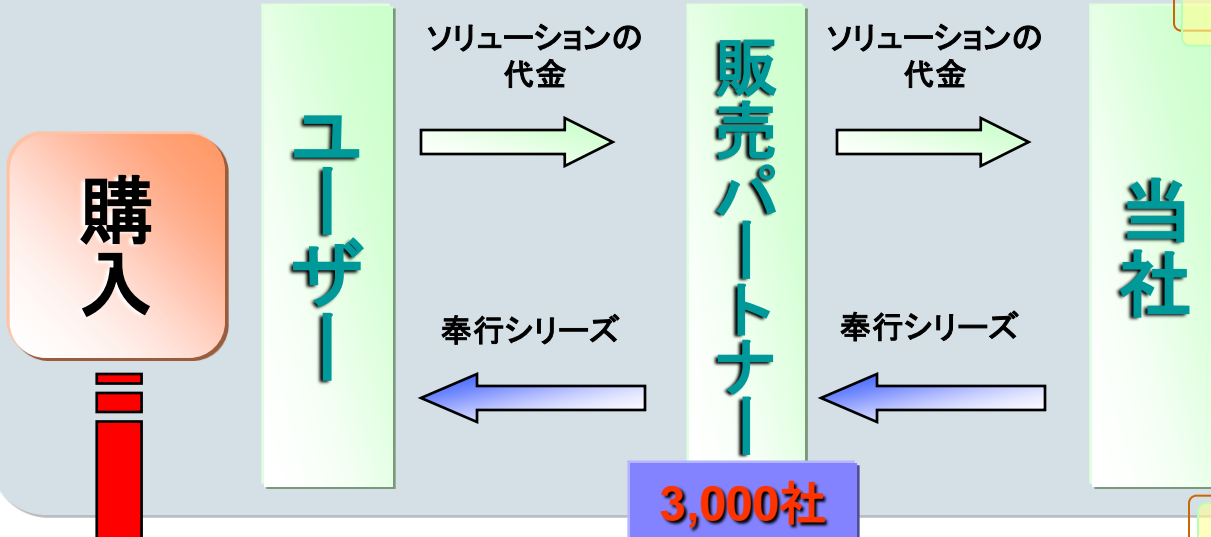 購入
ユーザー
ソリューションの
代金
奉行シリーズ
販売パートナー
3,000社
ソリューションの
代金
奉行シリーズ
当社